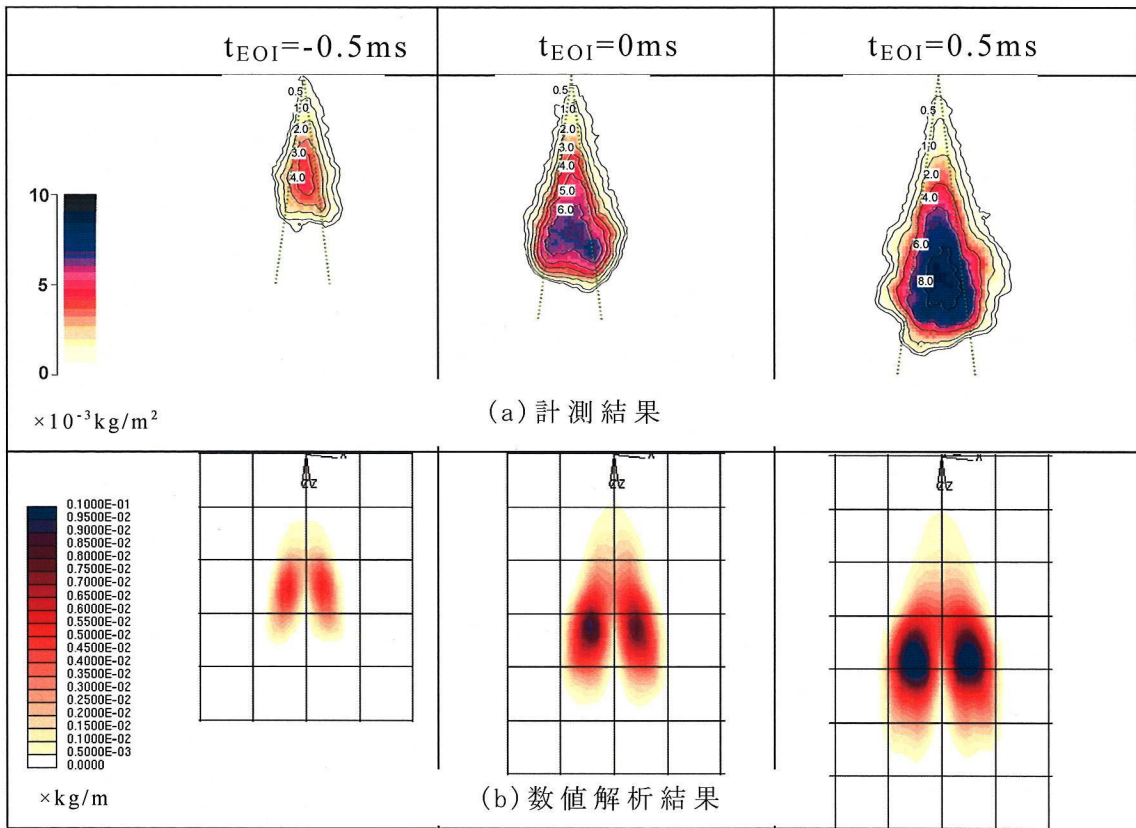 t_EOI=-0.5ms
t_EOI=0ms
t_EOI=0.5ms
0.5
1.0
2.0
3.0
4.0
0.5
1.0
2.0
3.0
4.0
5.0
6.0
0.5
1.0
2.0
4.0
6.0
8.0
10
5
0
×10⁻³kg/m²
(a)計測結果
0.1000E-01
0.9500E-02
0.9000E-02
0.8000E-02
0.7500E-02
0.7000E-02
0.6500E-02
0.6000E-02
0.5500E-02
0.5000E-02
0.4500E-02
0.4000E-02
0.3500E-02
0.3000E-02
0.2500E-02
0.2000E-02
0.1500E-02
0.1000E-02
0.5000E-03
0.0000
×kg/m
(b)数値解析結果